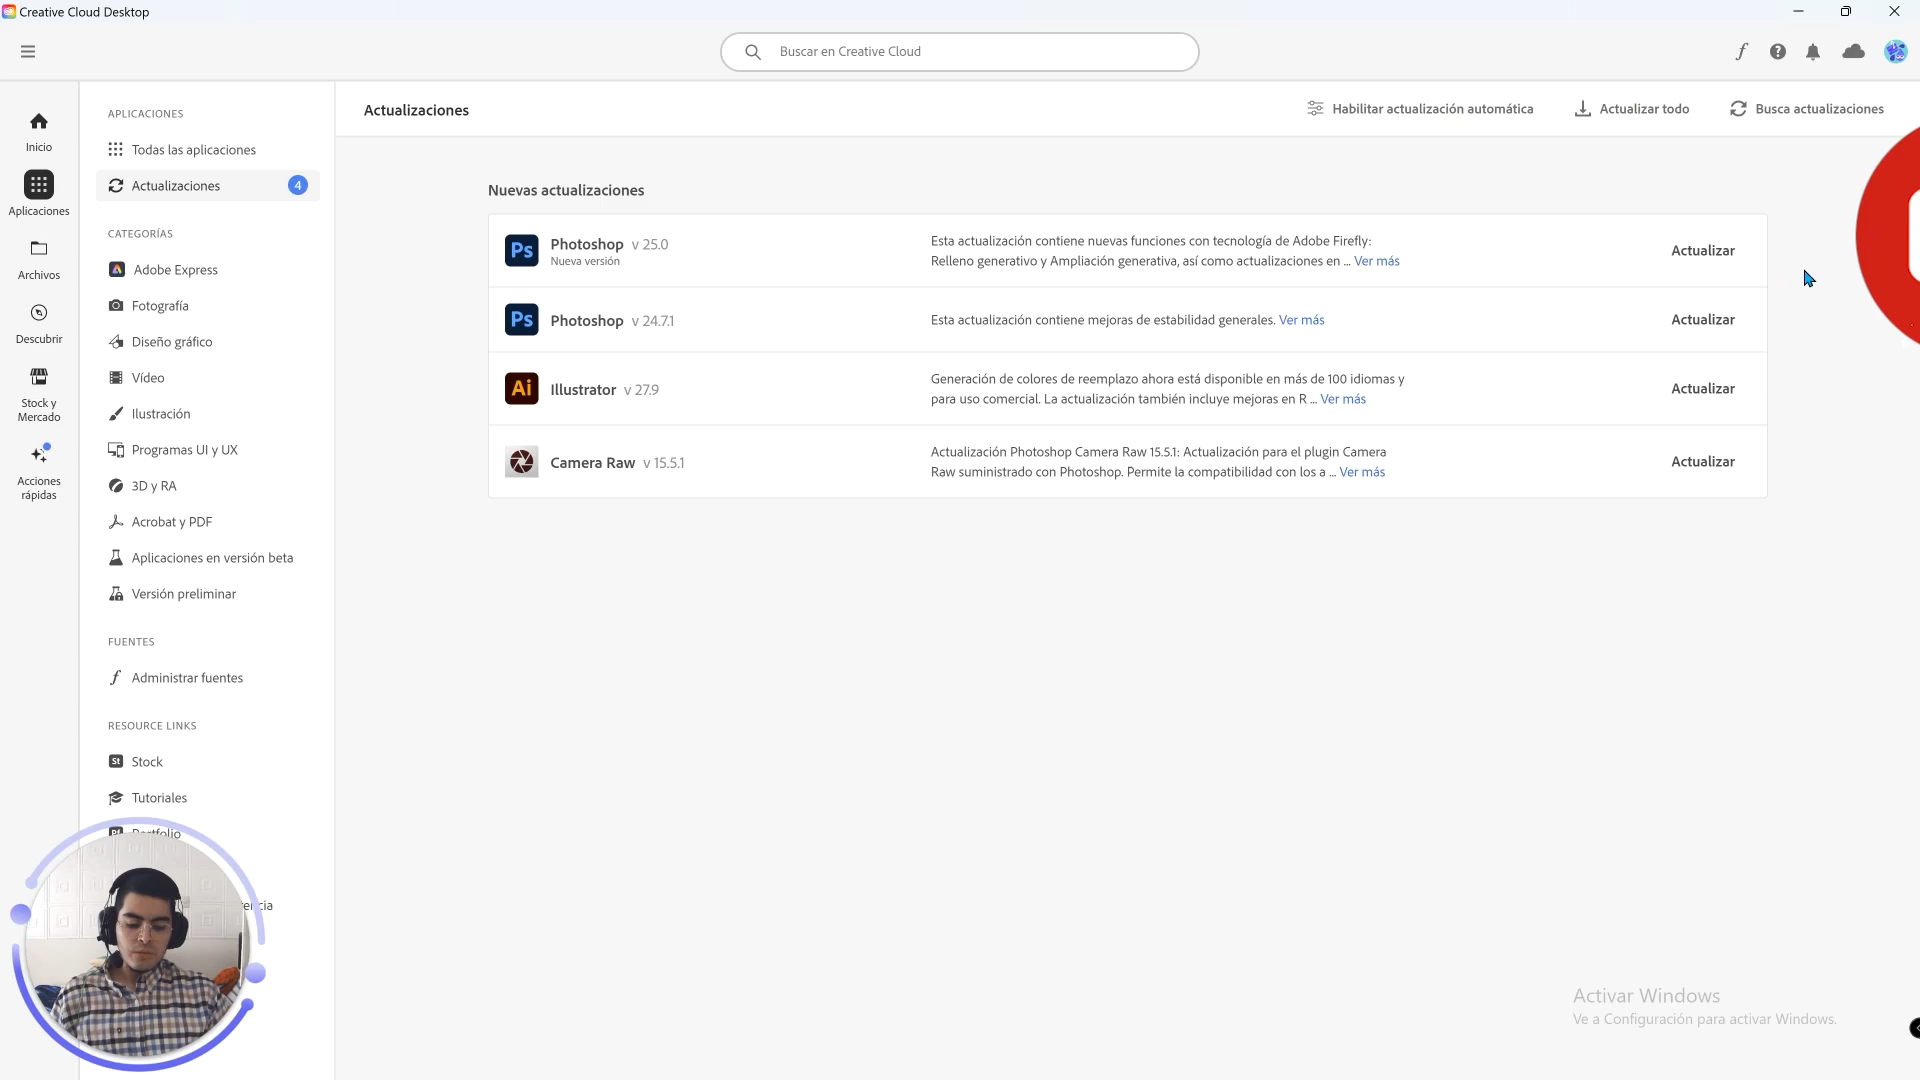 Creative Cloud Desktop
Buscar en Creative Cloud
Inicio
Aplicaciones
Archivos
Descubrir
Stock y
Mercado
Acciones
rápidas
APLICACIONES
Todas las aplicaciones
Actualizaciones 4
CATEGORÍAS
Adobe Express
Fotografía
Diseño gráfico
Vídeo
Ilustración
Programas UI y UX
3D y RA
Acrobat y PDF
Aplicaciones en versión beta
Versión preliminar
FUENTES
Administrar fuentes
RESOURCE LINKS
St Stock
Tutoriales
Portfolio
Actualizaciones
Habilitar actualización automática
Actualizar todo
Busca actualizaciones
Nuevas actualizaciones
Ps Photoshop v 25.0
Nueva versión
Esta actualización contiene nuevas funciones con tecnología de Adobe Firefly:
Relleno generativo y Ampliación generativa, así como actualizaciones en ... Ver más
Actualizar
Ps Photoshop v 24.7.1
Esta actualización contiene mejoras de estabilidad generales. Ver más
Actualizar
Ai Illustrator v 27.9
Generación de colores de reemplazo ahora está disponible en más de 100 idiomas y
para uso comercial. La actualización también incluye mejoras en R ... Ver más
Actualizar
Camera Raw v 15.5.1
Actualización Photoshop Camera Raw 15.5.1: Actualización para el plugin Camera
Raw suministrado con Photoshop. Permite la compatibilidad con los a ... Ver más
Actualizar
Activar Windows
Ve a Configuración para activar Windows.